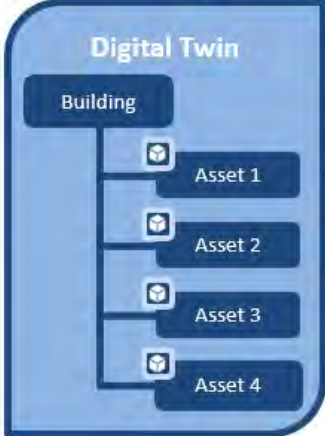 Digital Twin
Building
Asset 1
Asset 2
Asset 3
Asset 4